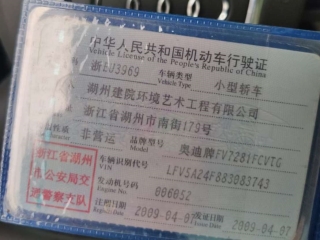 中华人民共和国机动车行驶证
Vehicle License of the People's Republic of China
浙EU3969 车辆类型 Vehicle Type 小型轿车
湖州建院环境艺术工程有限公司
浙江省湖州市南街179号
非营运 品牌型号 奥迪牌FV7281FCVTG
车辆识别代号 VIN LFV5A24F883083743
发动机号码 006052
注册日期 2009-04-07 发证日期 2009-04-07
浙江省湖州
市公安局交
通警察支队